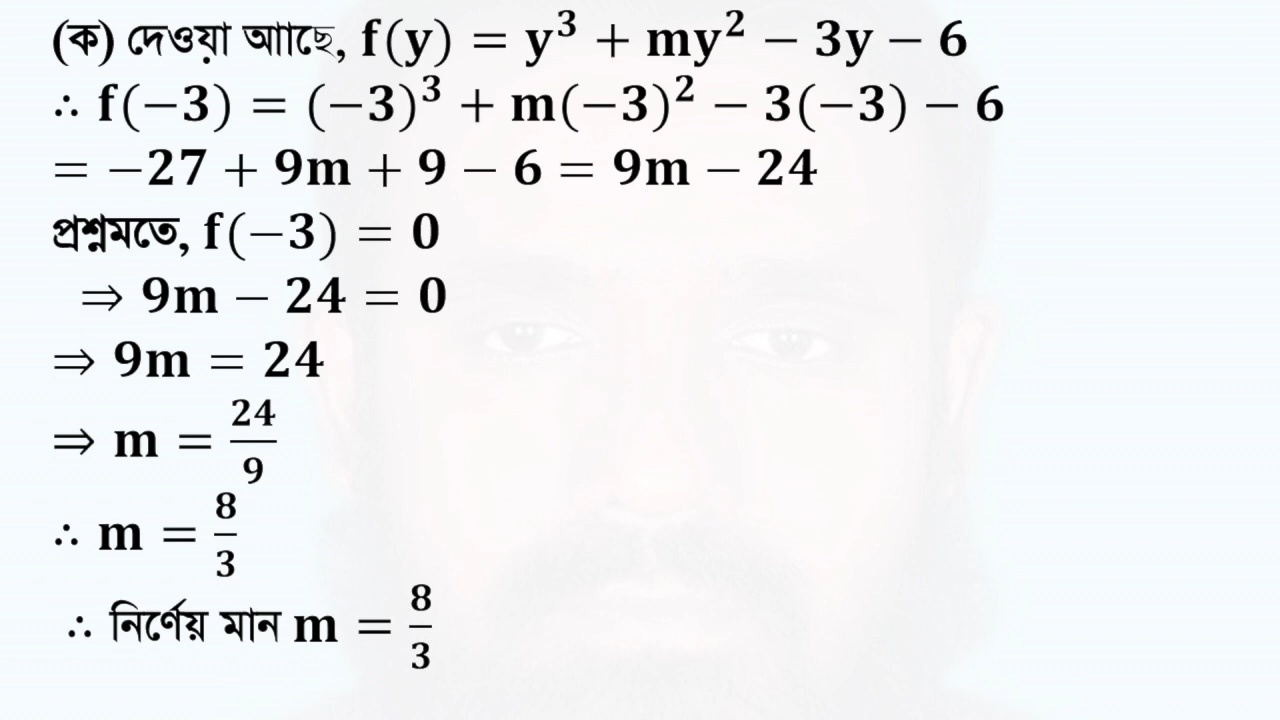 (ক) দেওয়া আাছে, f(y) = y³ + my² − 3y − 6
∴ f(−3) = (−3)³ + m(−3)² − 3(−3) − 6
= −27 + 9m + 9 − 6 = 9m − 24
প্রশ্নমতে, f(−3) = 0
⇒ 9m − 24 = 0
⇒ 9m = 24
⇒ m = 24/9
∴ m = 8/3
∴ নির্ণেয় মান m = 8/3